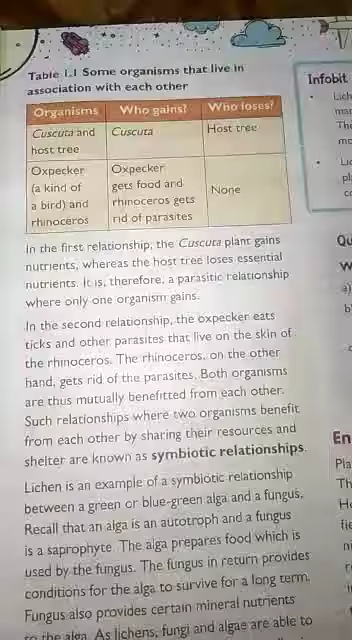 Table 1.1 Some organisms that live in
association with each other
Organisms Who gains? Who loses?
Cuscuta and host tree Cuscuta Host tree
Oxpecker (a kind of a bird) and rhinoceros Oxpecker gets food and rhinoceros gets rid of parasites None
In the first relationship, the Cuscuta plant gains
nutrients, whereas the host tree loses essential
nutrients. It is, therefore, a parasitic relationship
where only one organism gains.
In the second relationship, the oxpecker eats
ticks and other parasites that live on the skin of
the rhinoceros. The rhinoceros, on the other
hand, gets rid of the parasites. Both organisms
are thus mutually benefitted from each other.
Such relationships where two organisms benefit
from each other by sharing their resources and
shelter are known as symbiotic relationships.
Lichen is an example of a symbiotic relationship
between a green or blue-green alga and a fungus.
Recall that an alga is an autotroph and a fungus
is a saprophyte. The alga prepares food which is
used by the fungus. The fungus in return provides
conditions for the alga to survive for a long term.
Fungus also provides certain mineral nutrients
to the alga. As lichens, fungi and algae are able to
Infobit
a)